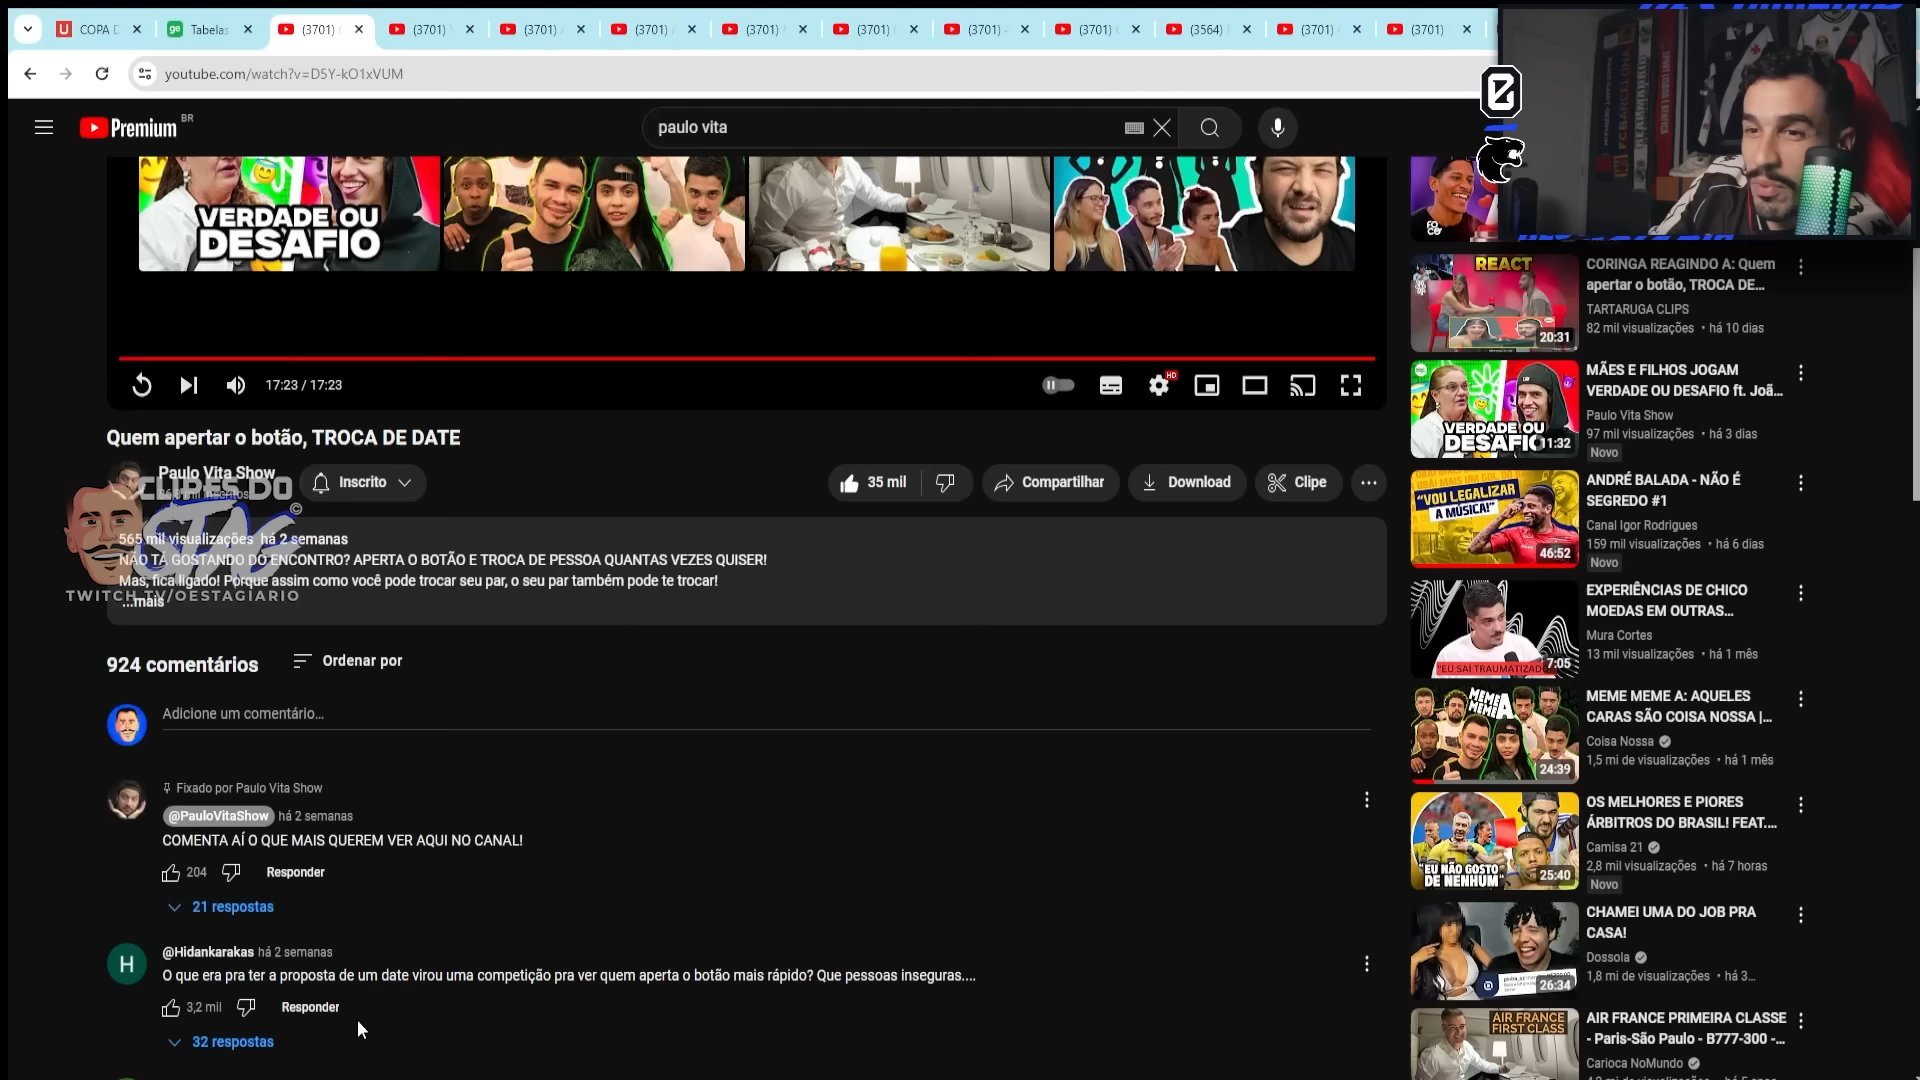 COPA D
Tabelas
(3701)
(3701)
(3701)
(3701)
(3701)
(3701)
(3701)
(3701)
(3564)
(3701)
(3701)
youtube.com/watch?v=D5Y-kO1xVUM
Premium BR
paulo vita
VERDADE OU
DESAFIO
17:23 / 17:23
HD
Quem apertar o botão, TROCA DE DATE
Paulo Vita Show
Inscrito
35 mil
Compartilhar
Download
Clipe
CLIPES DO
STAG
TWITCH.TV/OESTAGIARIO
565 mil visualizações há 2 semanas
NÃO TÁ GOSTANDO DO ENCONTRO? APERTA O BOTÃO E TROCA DE PESSOA QUANTAS VEZES QUISER!
Mas, fica ligado! Porque assim como você pode trocar seu par, o seu par também pode te trocar!
...mais
924 comentários
Ordenar por
Adicione um comentário...
Fixado por Paulo Vita Show
@PauloVitaShow há 2 semanas
COMENTA AÍ O QUE MAIS QUEREM VER AQUI NO CANAL!
204
Responder
21 respostas
H
@Hidankarakas há 2 semanas
O que era pra ter a proposta de um date virou uma competição pra ver quem aperta o botão mais rápido? Que pessoas inseguras....
3,2 mil
Responder
32 respostas
REACT
20:31
CORINGA REAGINDO A: Quem
apertar o botão, TROCA DE...
TARTARUGA CLIPS
82 mil visualizações • há 10 dias
VERDADE OU
DESAFIO
11:32
MÃES E FILHOS JOGAM
VERDADE OU DESAFIO ft. Joã...
Paulo Vita Show
97 mil visualizações • há 3 dias
Novo
"VOU LEGALIZAR
A MÚSICA!"
46:52
ANDRÉ BALADA - NÃO É
SEGREDO #1
Canal Igor Rodrigues
159 mil visualizações • há 6 dias
Novo
"EU SAÍ TRAUMATIZADO
7:05
EXPERIÊNCIAS DE CHICO
MOEDAS EM OUTRAS...
Mura Cortes
13 mil visualizações • há 1 mês
MEME
MEMEIA
24:39
MEME MEME A: AQUELES
CARAS SÃO COISA NOSSA |...
Coisa Nossa
1,5 mi de visualizações • há 1 mês
"EU NÃO GOSTO
DE NENHUM"
25:40
OS MELHORES E PIORES
ÁRBITROS DO BRASIL! FEAT....
Camisa 21
2,8 mil visualizações • há 7 horas
Novo
26:34
CHAMEI UMA DO JOB PRA
CASA!
Dossola
1,8 mi de visualizações • há 3...
AIR FRANCE
FIRST CLASS
AIR FRANCE PRIMEIRA CLASSE
- Paris-São Paulo - B777-300 -...
Carioca NoMundo